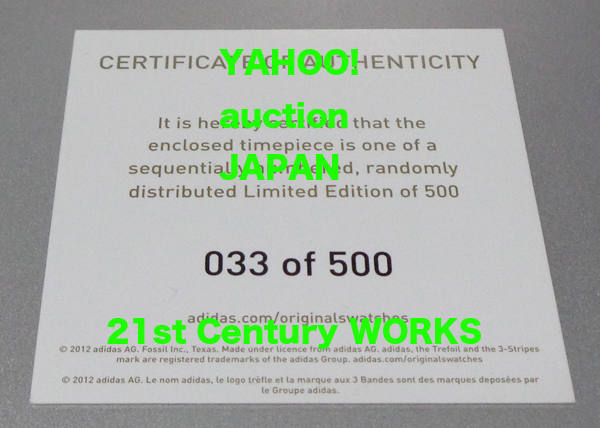 CERTIFICATE OF AUTHENTICITY
YAHOO!
It is hereby certified that the
auction
enclosed timepiece is one of a
sequentially numbered, randomly
JAPAN
distributed Limited Edition of 500
033 of 500
adidas.com/originalswatches
21st Century WORKS
© 2012 adidas AG. Fossil Inc., Texas. Made under licence from adidas AG. adidas, the Trefoil and the 3-Stripes
mark are registered trademarks of the adidas Group. adidas.com/originalswatches
© 2012 adidas AG. Le nom adidas, le logo trèfle et la marque aux 3 Bandes sont des marques deposées par
le Groupe adidas.